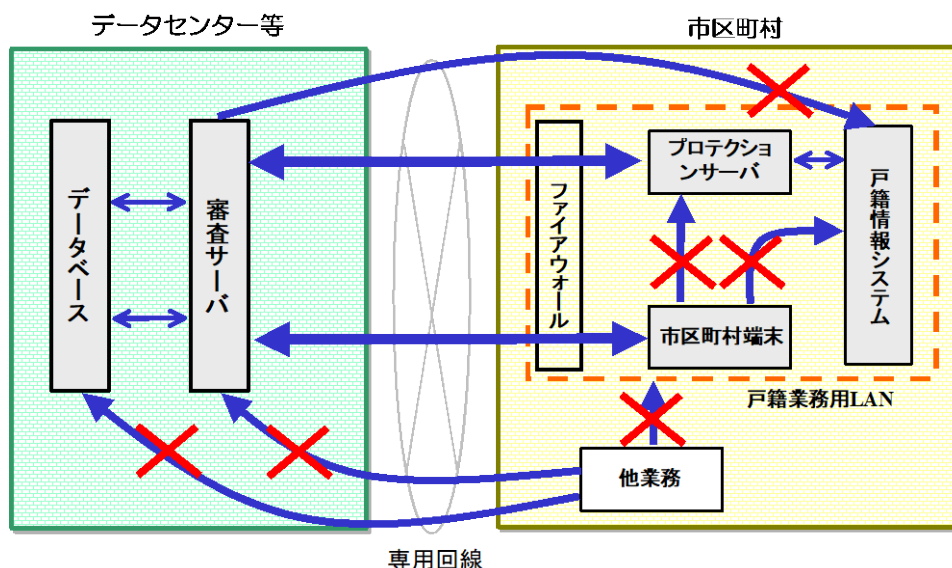 データセンター等
市区町村
データベース
審査サーバ
ファイアウォール
プロテクショ
ンサーバ
戸籍情報システム
市区町村端末
戸籍業務用LAN
他業務
専用回線